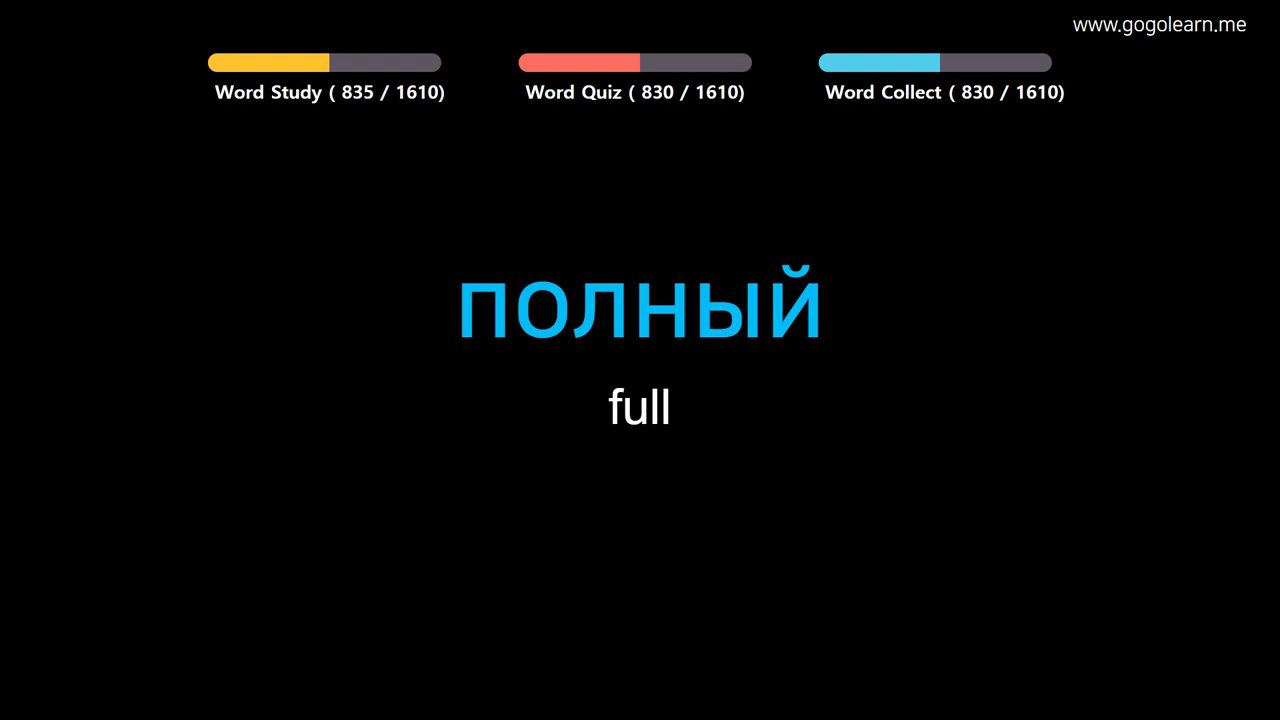 www.gogolearn.me
Word Study ( 835 / 1610)
Word Quiz ( 830 / 1610)
Word Collect ( 830 / 1610)
полный
full